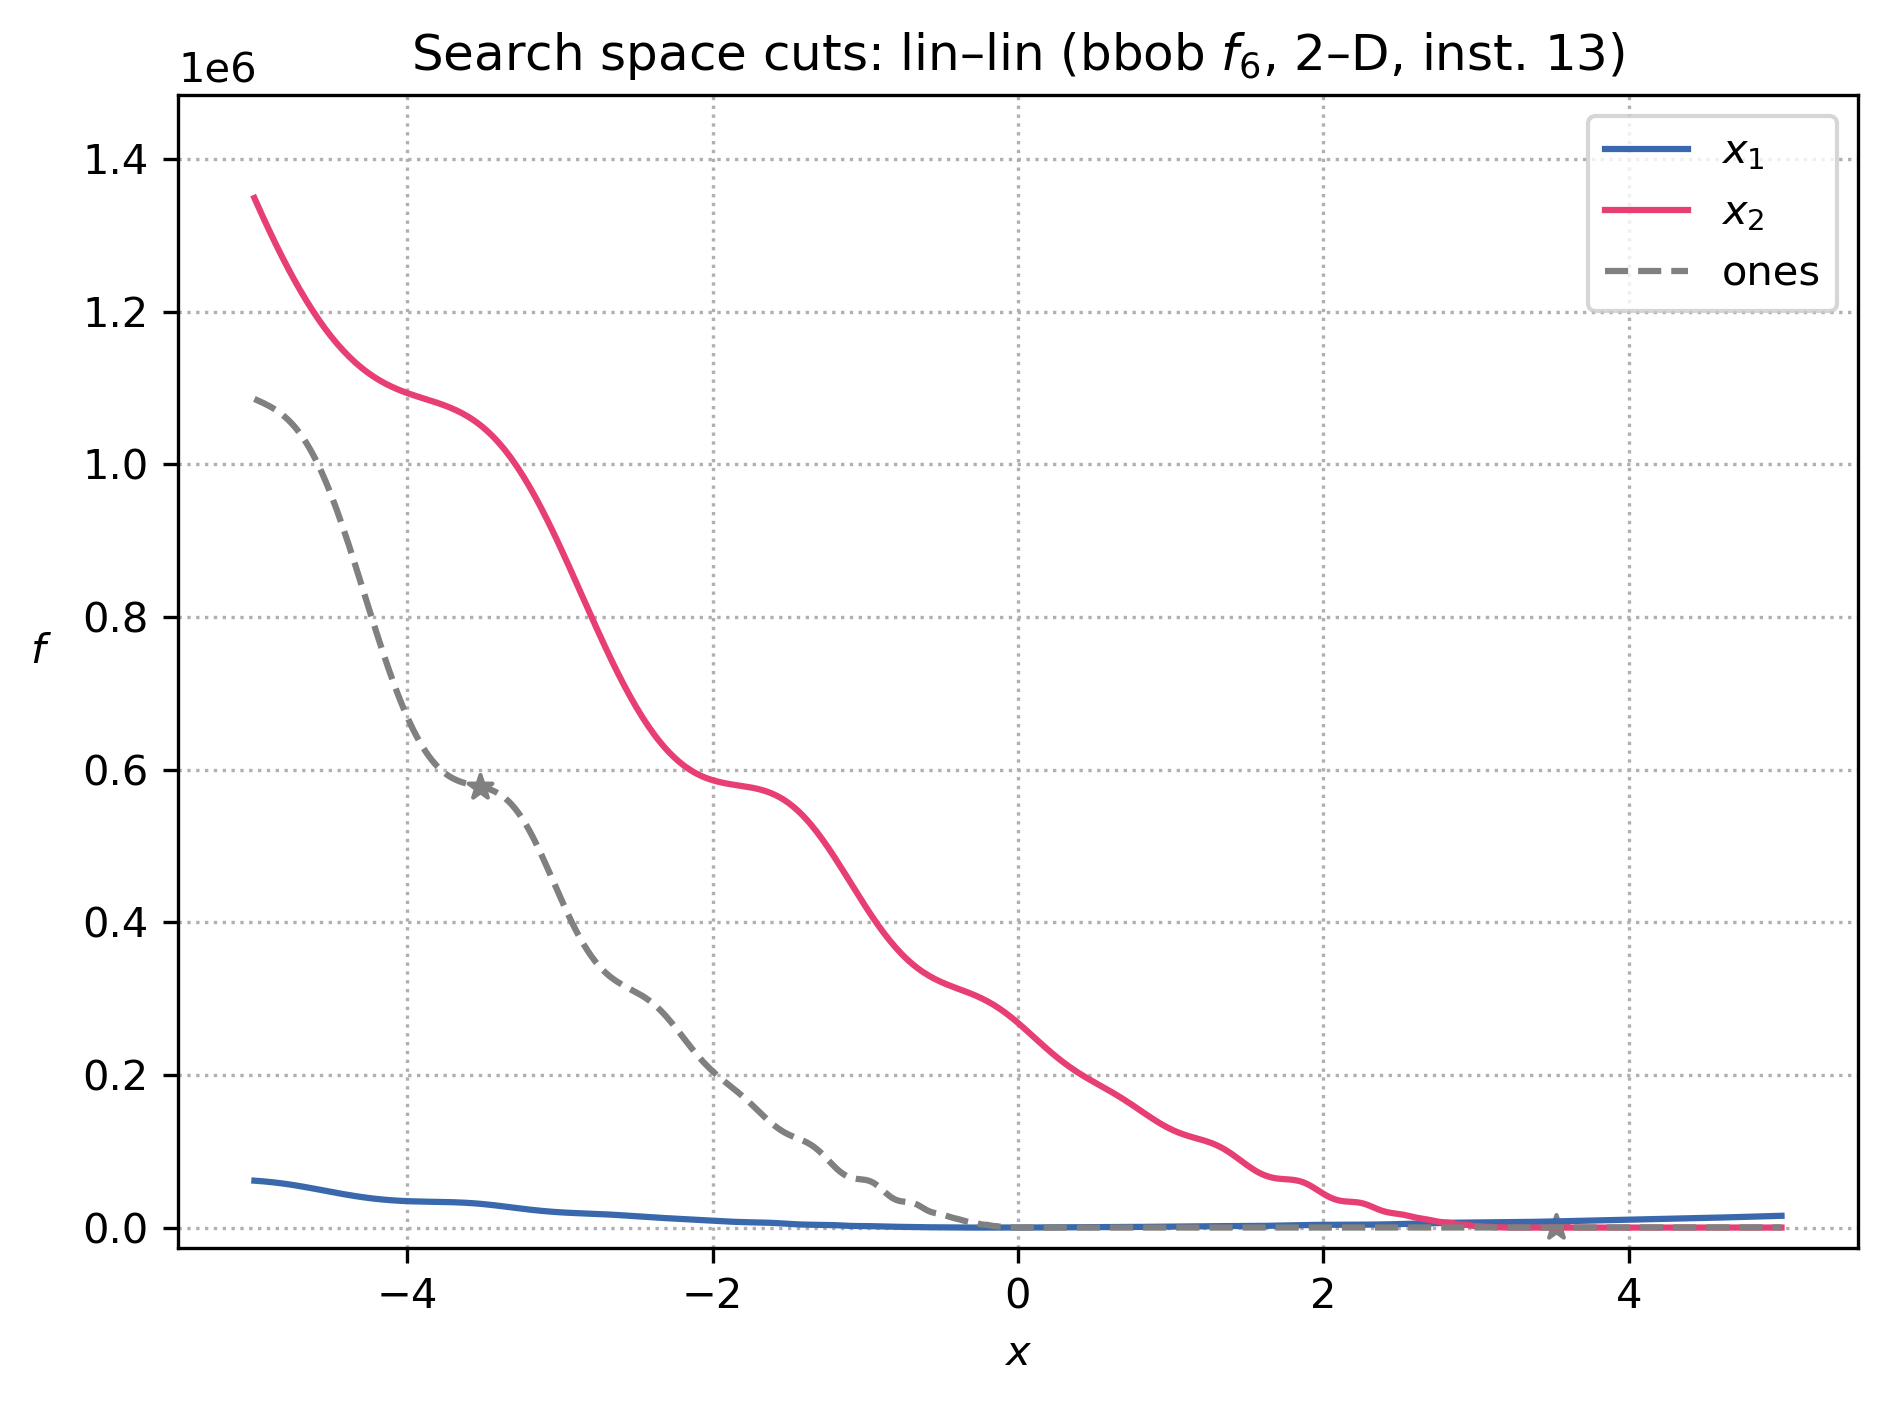 Search space cuts: lin–lin (bbob f₆, 2–D, inst. 13)
1e6
1.4
1.2
1.0
0.8
0.6
0.4
0.2
0.0
f
x₁
x₂
ones
−4
−2
0
2
4
x